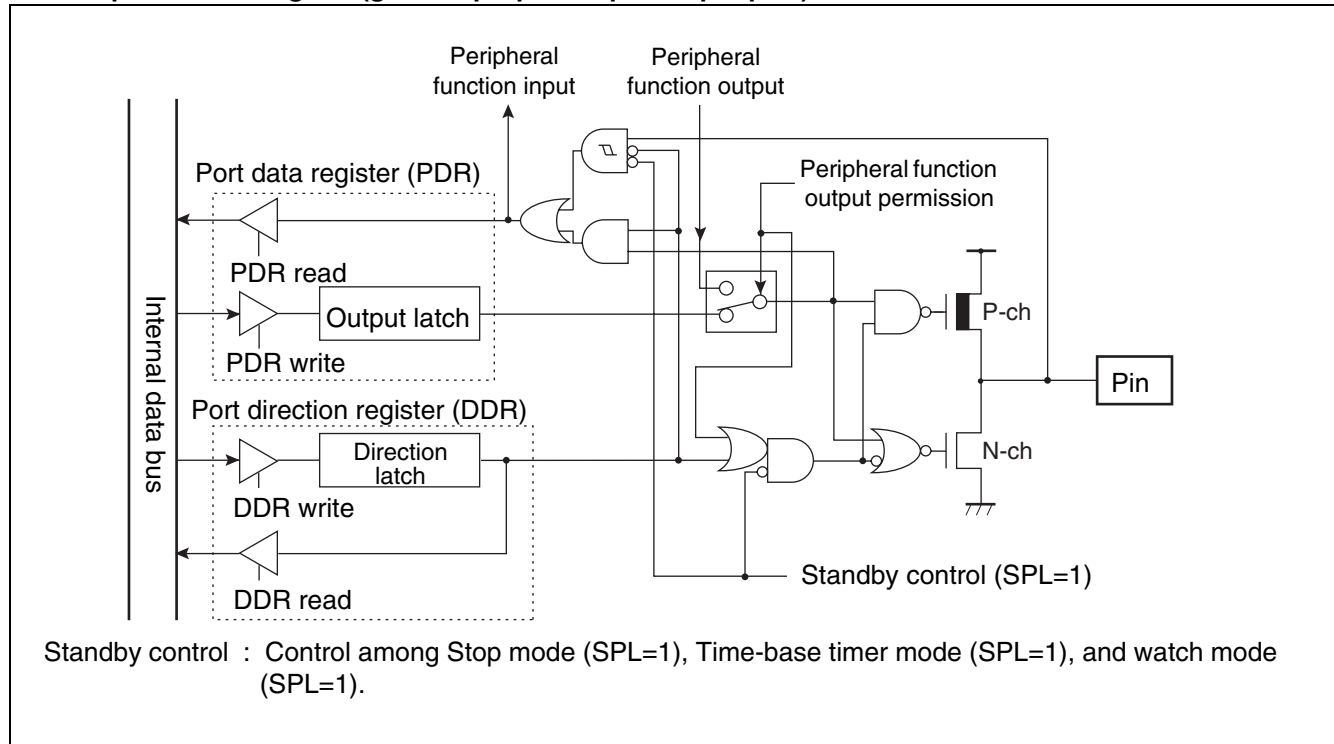 Peripheral
function input
Peripheral
function output
Port data register (PDR)
Peripheral function
output permission
PDR read
Output latch
PDR write
P-ch
Pin
Internal data bus
Port direction register (DDR)
Direction
latch
N-ch
DDR write
DDR read
Standby control (SPL=1)
Standby control : Control among Stop mode (SPL=1), Time-base timer mode (SPL=1), and watch mode
(SPL=1).